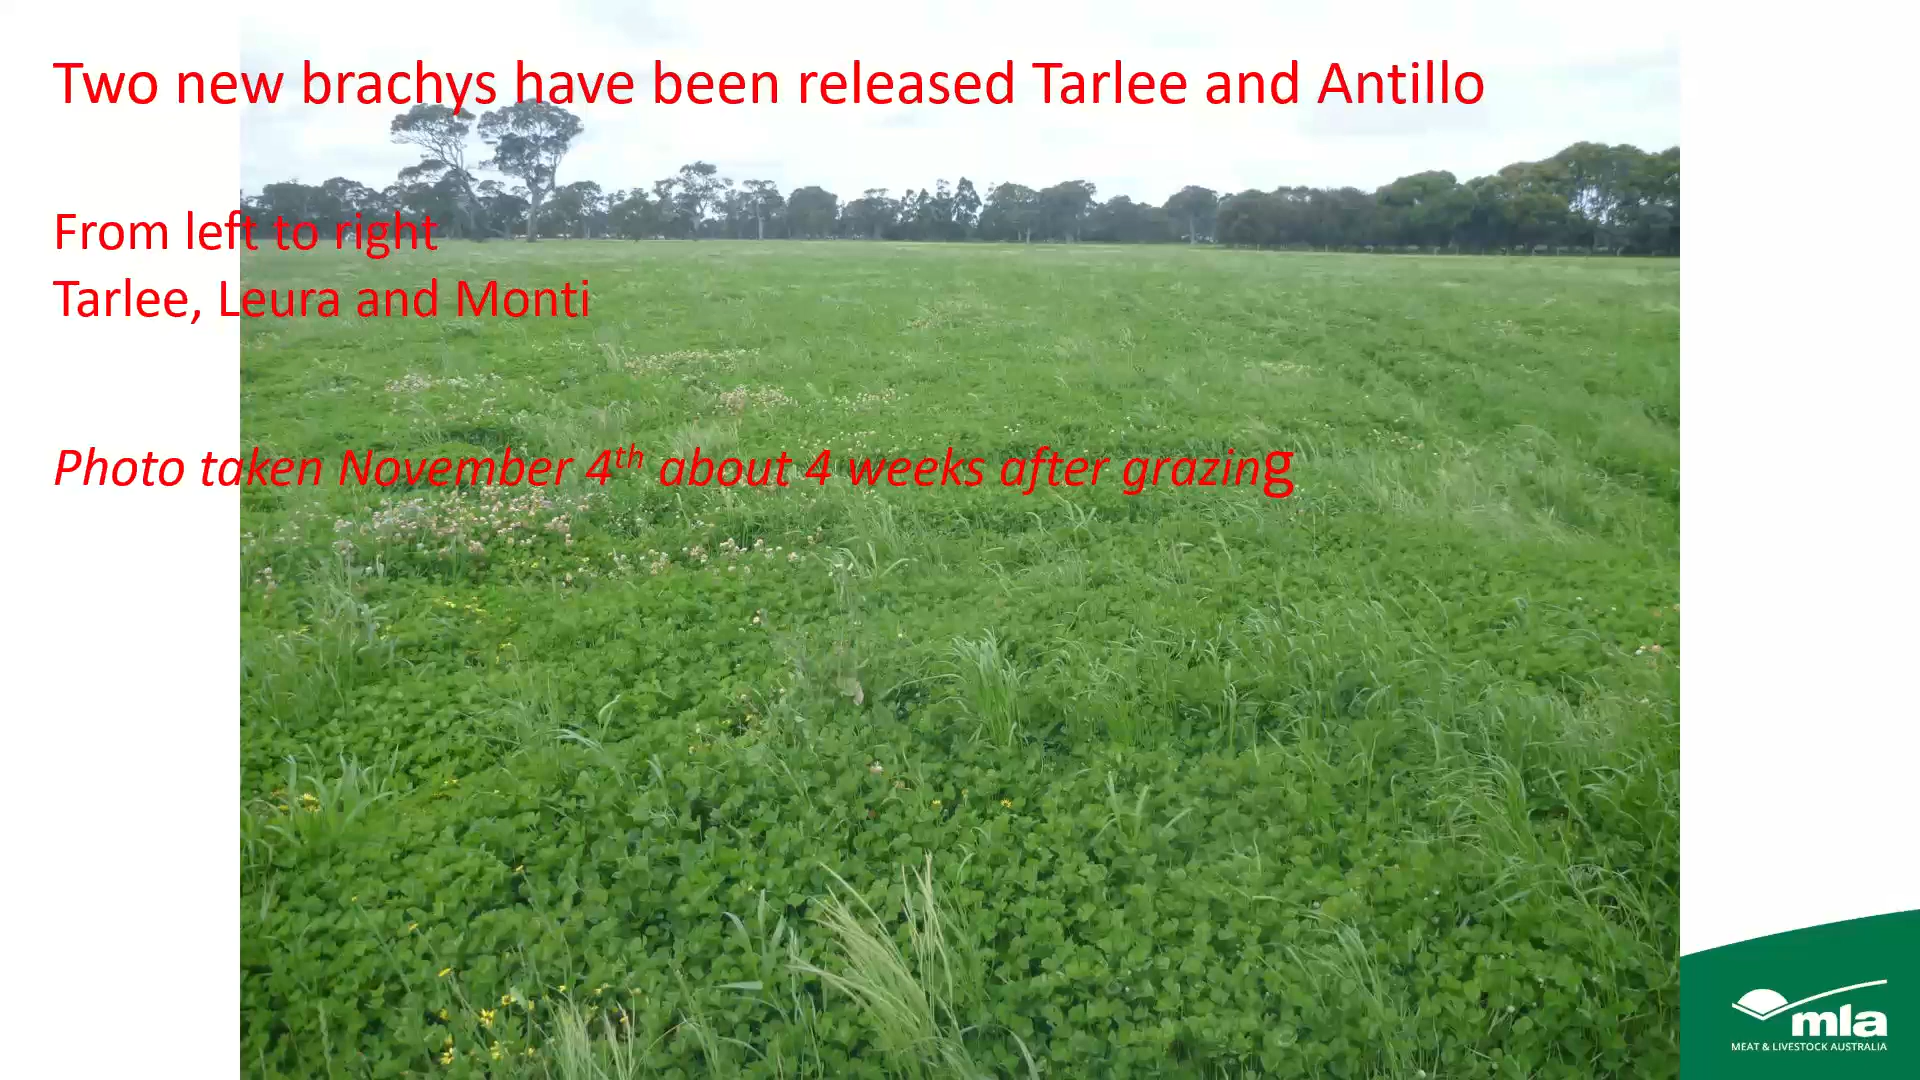 Two new brachys have been released Tarlee and Antillo
From left to right
Tarlee, Leura and Monti
Photo taken November 4th about 4 weeks after grazing
mla
MEAT & LIVESTOCK AUSTRALIA